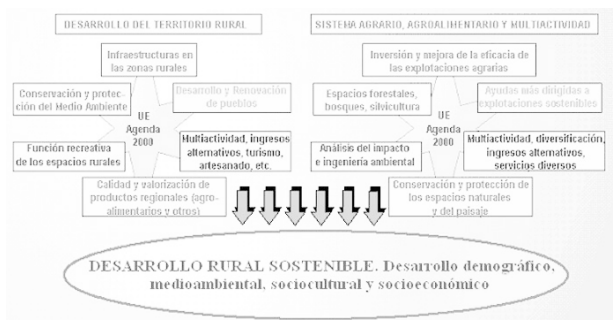 DESARROLLO DEL TERRITORIO RURAL
Infraestructuras en
las zonas rurales
Conservación y protec-
ción del Medio Ambiente
Desarrollo y Renovación
de pueblos
UE
Agenda
2000
Función recreativa
de los espacios rurales
Multiactividad, ingresos
alternativos, turismo,
artesanado, etc.
Calidad y valorización de
productos regionales (agro-
alimentarios y otros)
SISTEMA AGRARIO, AGROALIMENTARIO Y MULTIACTIVIDAD
Inversión y mejora de la eficacia de
las explotaciones agrarias
Espacios forestales,
bosques, silvicultura
Ayudas más dirigidas a
explotaciones sostenibles
UE
Agenda
2000
Análisis del impacto
e ingeniería ambiental
Multiactividad, diversificación,
ingresos alternativos,
servicios diversos
Conservación y protección de
los espacios naturales
y del paisaje
DESARROLLO RURAL SOSTENIBLE. Desarrollo demográfico,
medioambiental, sociocultural y socioeconómico